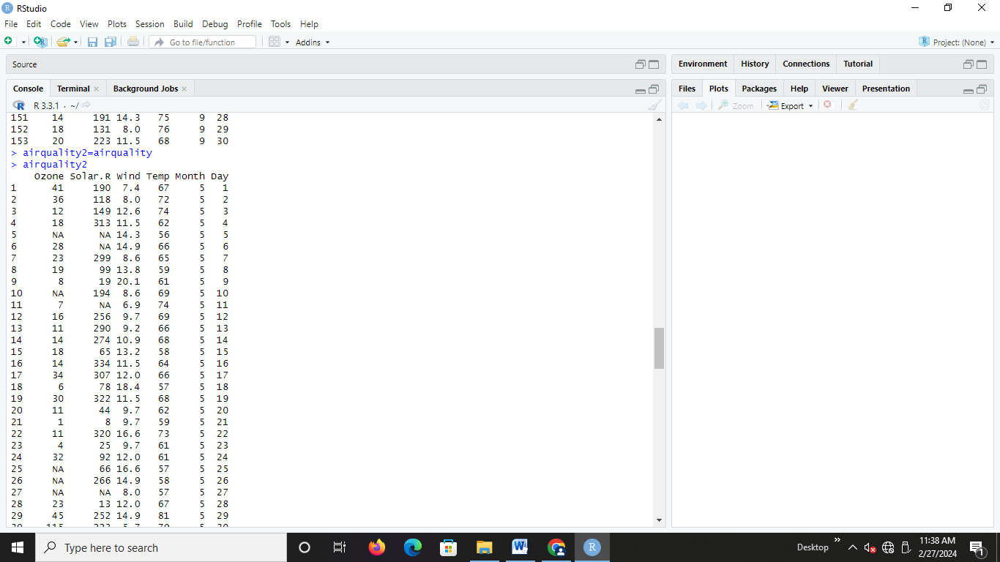 RStudio
File Edit Code View Plots Session Build Debug Profile Tools Help
Go to file/function Addins Project: (None)
Source
Console Terminal Background Jobs
R 3.3.1 · ~/
151 14 191 14.3 75 9 28
152 18 131 8.0 76 9 29
153 20 223 11.5 68 9 30
> airquality2=airquality
> airquality2
Ozone Solar.R Wind Temp Month Day
1 41 190 7.4 67 5 1
2 36 118 8.0 72 5 2
3 12 149 12.6 74 5 3
4 18 313 11.5 62 5 4
5 NA NA 14.3 56 5 5
6 28 NA 14.9 66 5 6
7 23 299 8.6 65 5 7
8 19 99 13.8 59 5 8
9 8 19 20.1 61 5 9
10 NA 194 8.6 69 5 10
11 7 NA 6.9 74 5 11
12 16 256 9.7 69 5 12
13 11 290 9.2 66 5 13
14 14 274 10.9 68 5 14
15 18 65 13.2 58 5 15
16 14 334 11.5 64 5 16
17 34 307 12.0 66 5 17
18 6 78 18.4 57 5 18
19 30 322 11.5 68 5 19
20 11 44 9.7 62 5 20
21 1 8 9.7 59 5 21
22 11 320 16.6 73 5 22
23 4 25 9.7 61 5 23
24 32 92 12.0 61 5 24
25 NA 66 16.6 57 5 25
26 NA 266 14.9 58 5 26
27 NA NA 8.0 57 5 27
28 23 13 12.0 67 5 28
29 45 252 14.9 81 5 29
Environment History Connections Tutorial
Files Plots Packages Help Viewer Presentation
Zoom Export
Type here to search
Desktop
11:38 AM
2/27/2024
1